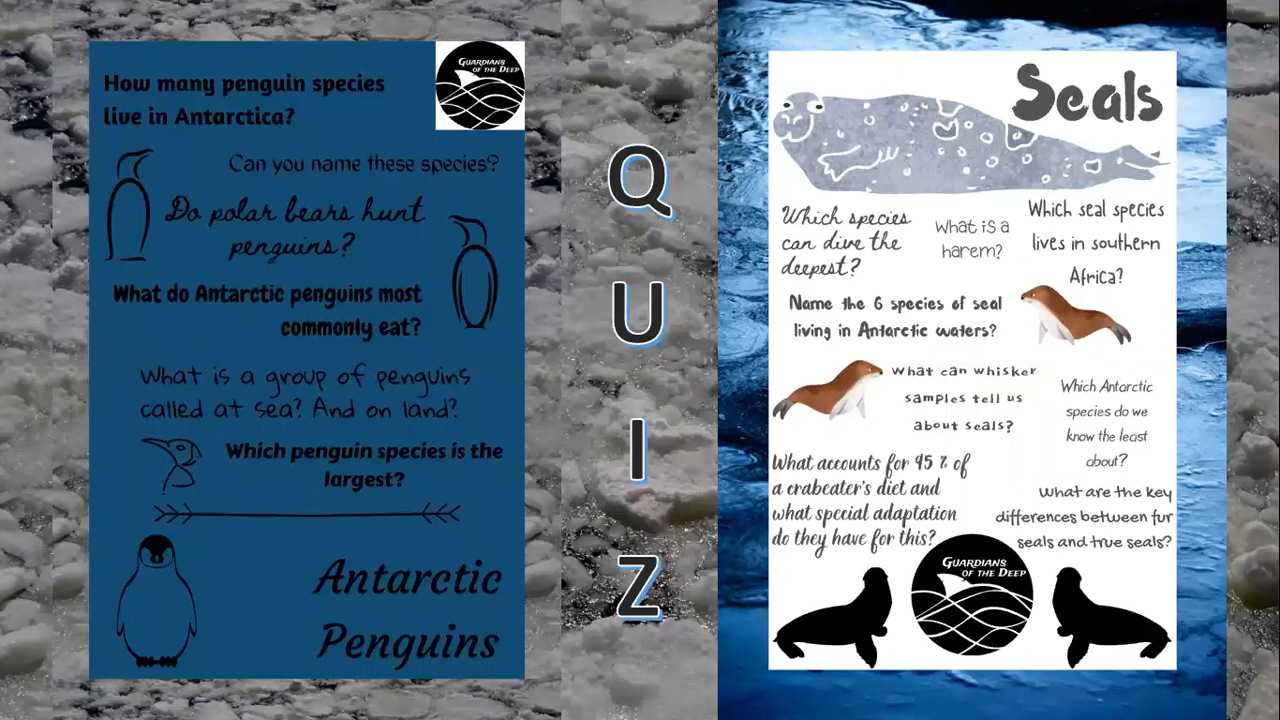 How many penguin species
live in Antarctica?
GUARDIANS
OF THE DEEP
Can you name these species?
Do polar bears hunt
penguins?
What do Antarctic penguins most
commonly eat?
What is a group of penguins
called at sea? And on land?
Which penguin species is the
largest?
Antarctic
Penguins
Q
U
I
Z
Seals
Which species
can dive the
deepest?
What is a
harem?
Which seal species
lives in southern
Africa?
Name the 6 species of seal
living in Antarctic waters?
What can whisker
samples tell us
about seals?
Which Antarctic
species do we
know the least
about?
What accounts for 95 % of
a crabeater's diet and
what special adaptation
do they have for this?
What are the key
differences between fur
seals and true seals?
GUARDIANS
OF THE DEEP